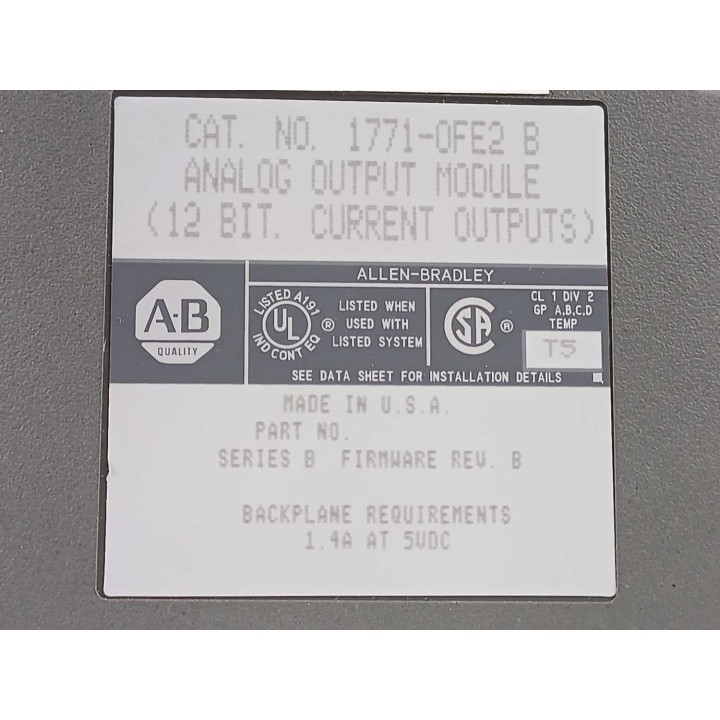 CAT. NO. 1771-OFE2 B
ANALOG OUTPUT MODULE
(12 BIT. CURRENT OUTPUTS)
ALLEN-BRADLEY
A-B
QUALITY
LISTED A191
UL
IND CONT EQ
®
LISTED WHEN
USED WITH
LISTED SYSTEM
SA
®
CL 1 DIV 2
GP A,B,C,D
TEMP
T5
SEE DATA SHEET FOR INSTALLATION DETAILS
MADE IN U.S.A.
PART NO.
SERIES B FIRMWARE REV. B
BACKPLANE REQUIREMENTS
1.4A AT 5VDC